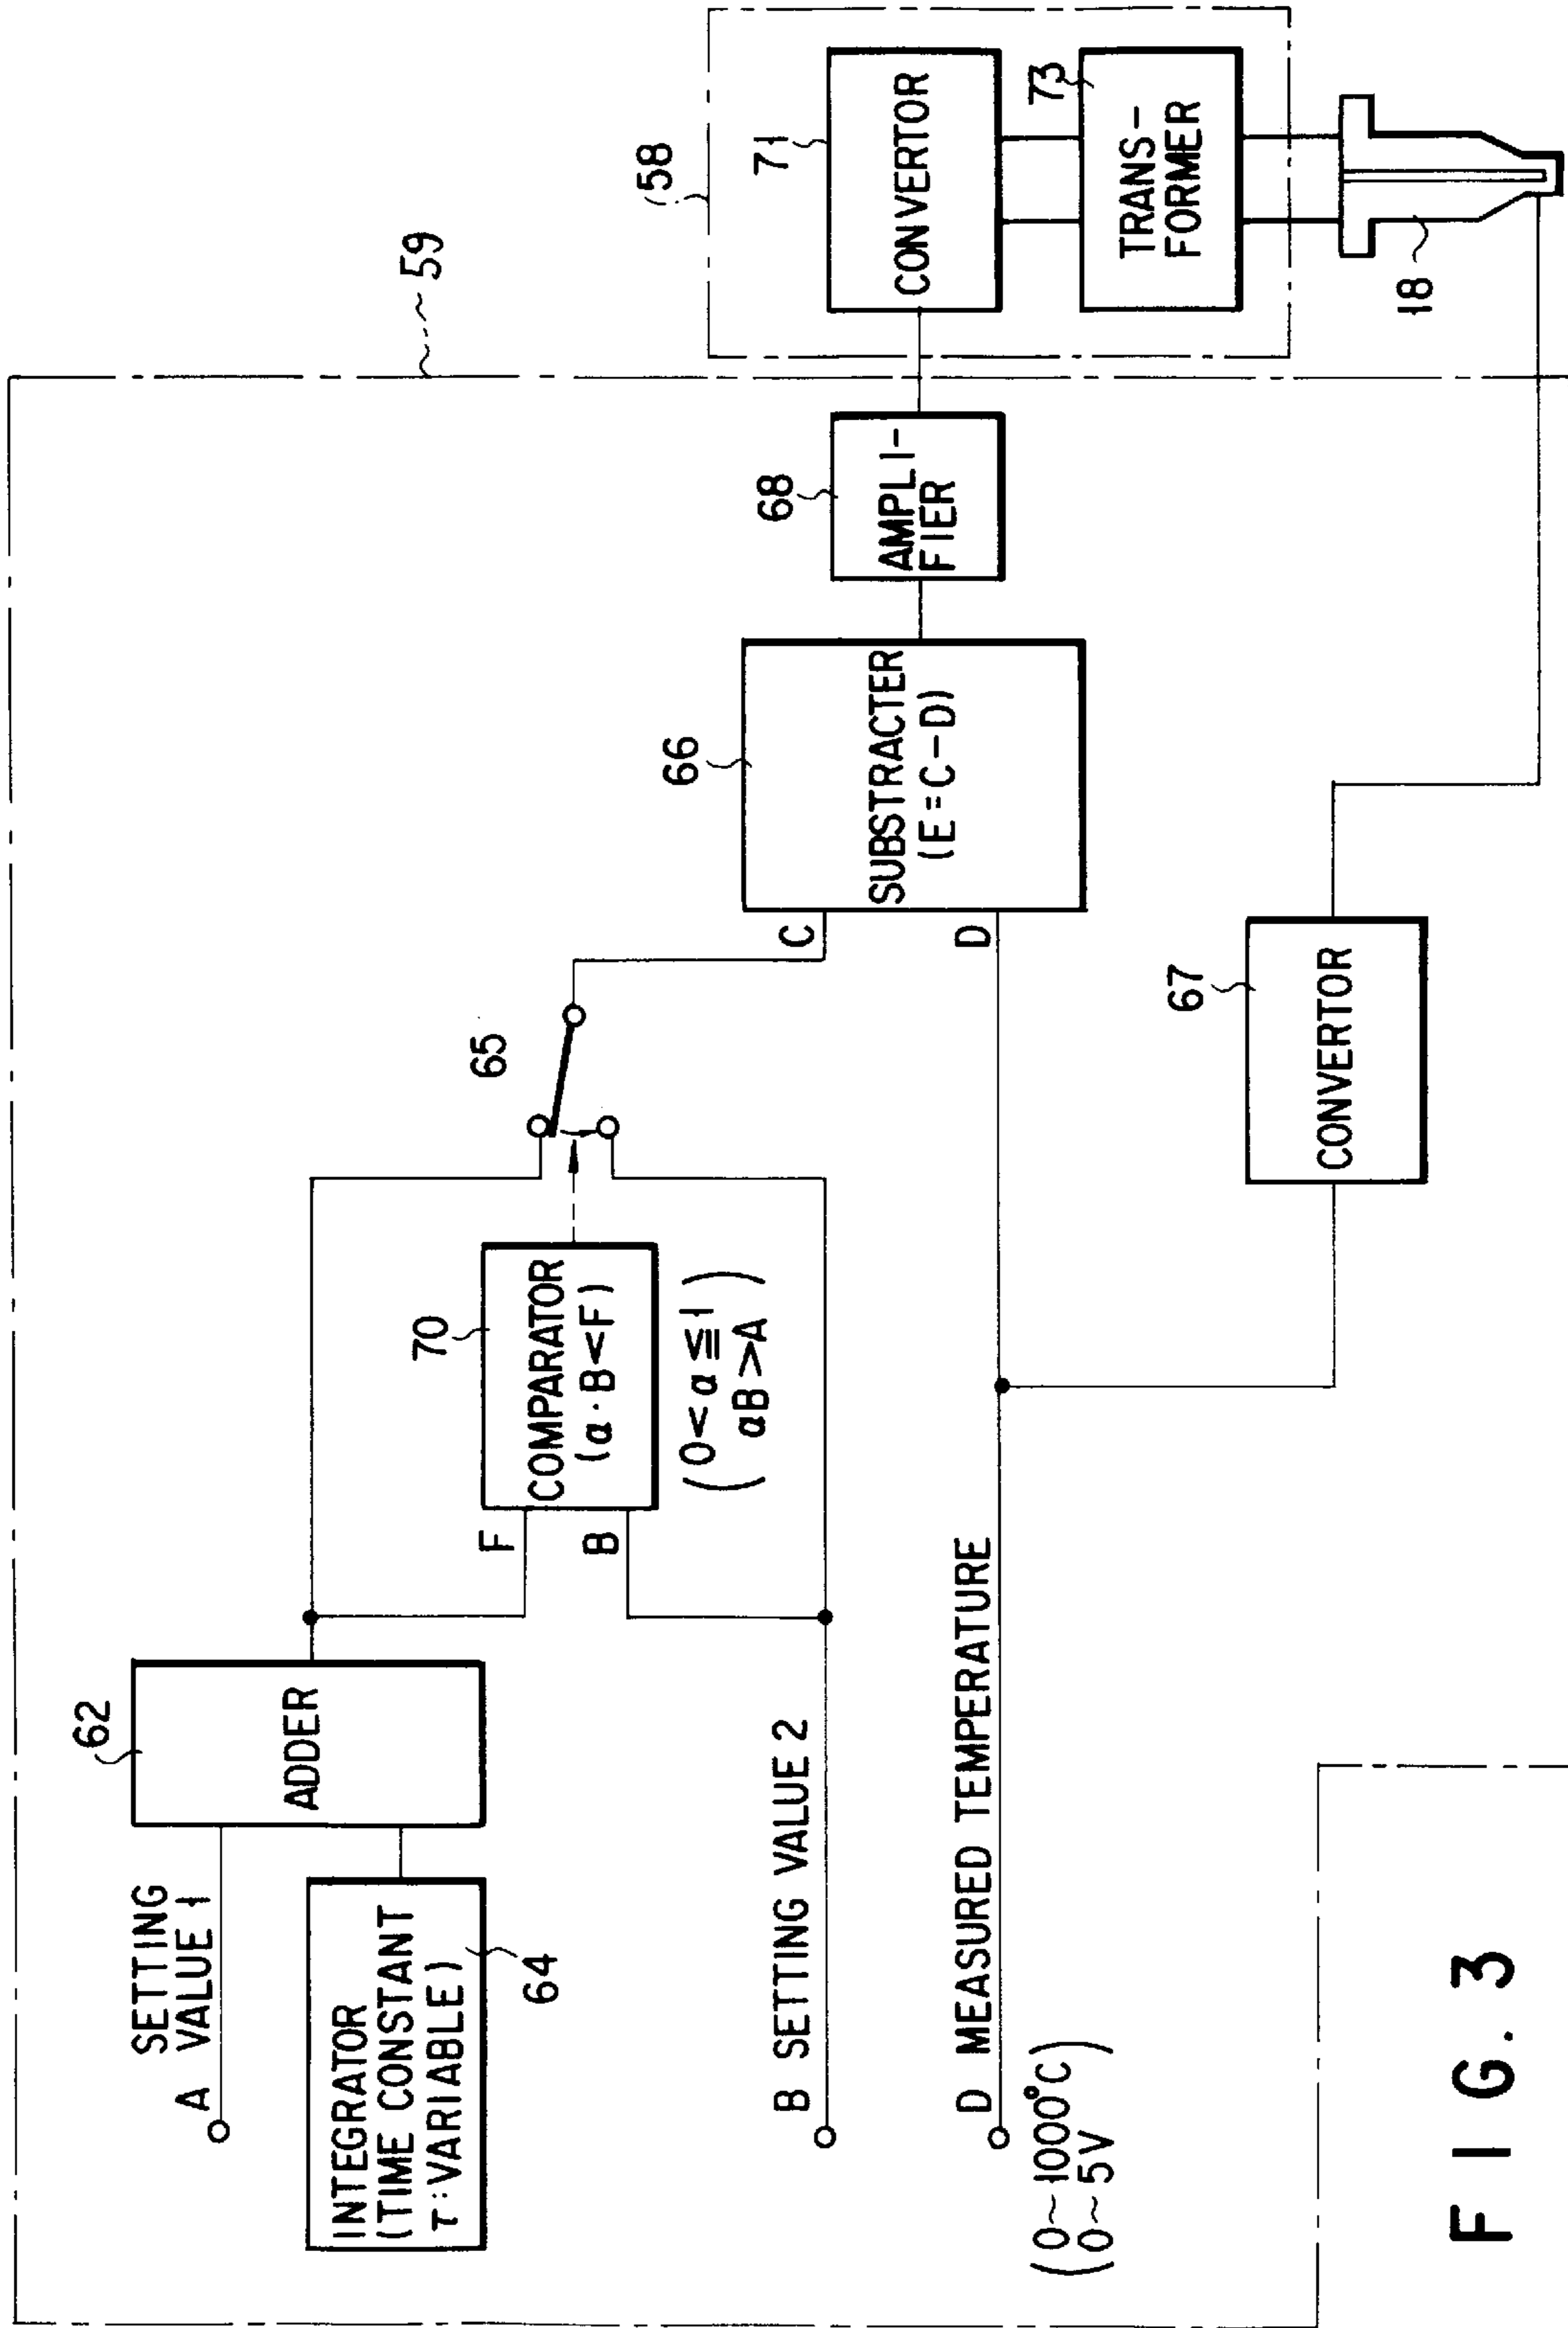 59
58
SETTING
A VALUE 1
62
ADDER
INTEGRATOR
(TIME CONSTANT
τ:VARIABLE)
64
F
B
70
COMPARATOR
(α·B<F)
(0<α≦1
αB>A)
65
B SETTING VALUE 2
C
D
66
SUBSTRACTER
(E=C-D)
68
AMPLI-
FIER
71
CONVERTOR
73
TRANS-
FORMER
18
D MEASURED TEMPERATURE
(0~1000°C
0~5V)
67
CONVERTOR
FIG. 3